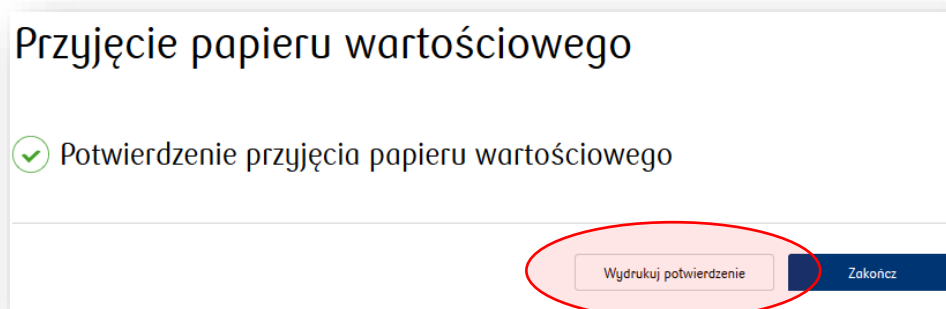 Przyjęcie papieru wartościowego
Potwierdzenie przyjęcia papieru wartościowego
Wydrukuj potwierdzenie
Zakończ